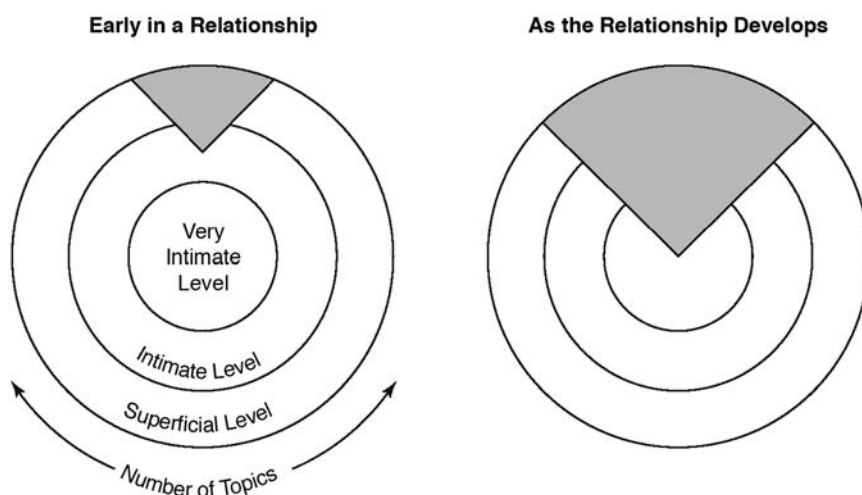 Early in a Relationship
As the Relationship Develops
Very
Intimate
Level
Intimate Level
Superficial Level
Number of Topics